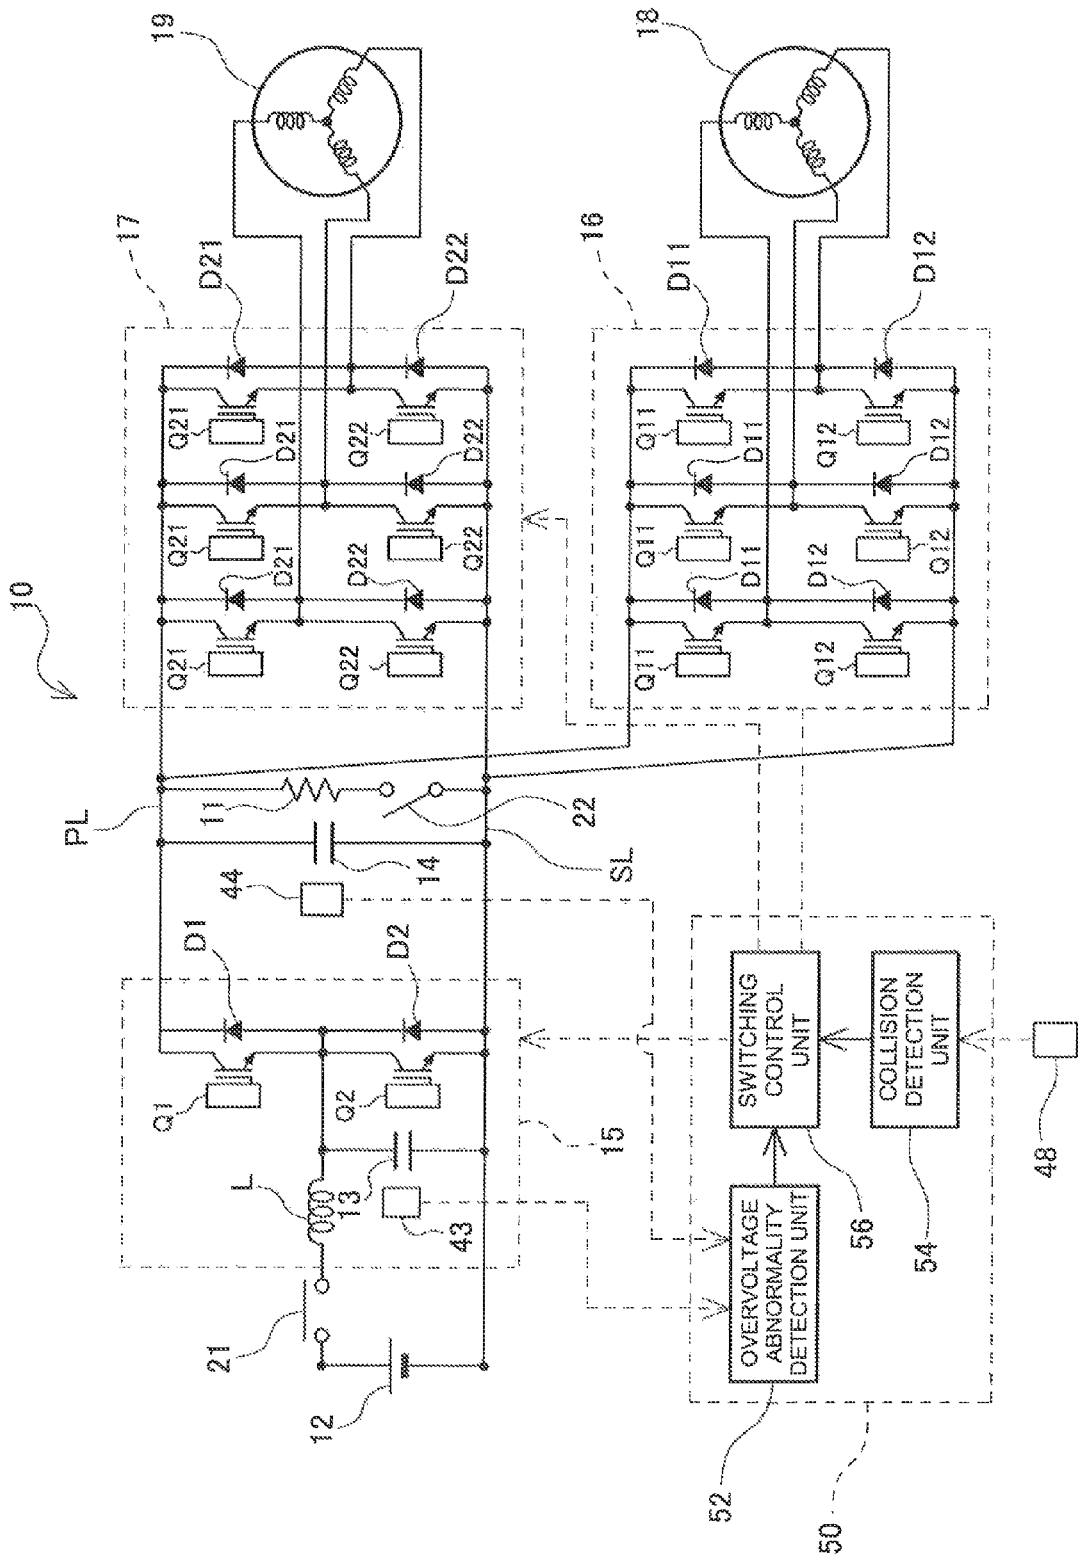 10
19
17
D21
D22
Q21
D21
Q22
D22
Q21
D21
Q22
D22
Q21
Q22
18
16
D11
D12
Q11
D11
Q12
D12
Q11
D11
Q12
D12
Q11
Q12
PL
11
22
SL
14
44
D1
D2
Q1
Q2
15
L
13
43
21
12
SWITCHING
CONTROL
UNIT
56
COLLISION
DETECTION
UNIT
54
48
OVERVOLTAGE
ABNORMALITY
DETECTION UNIT
52
50